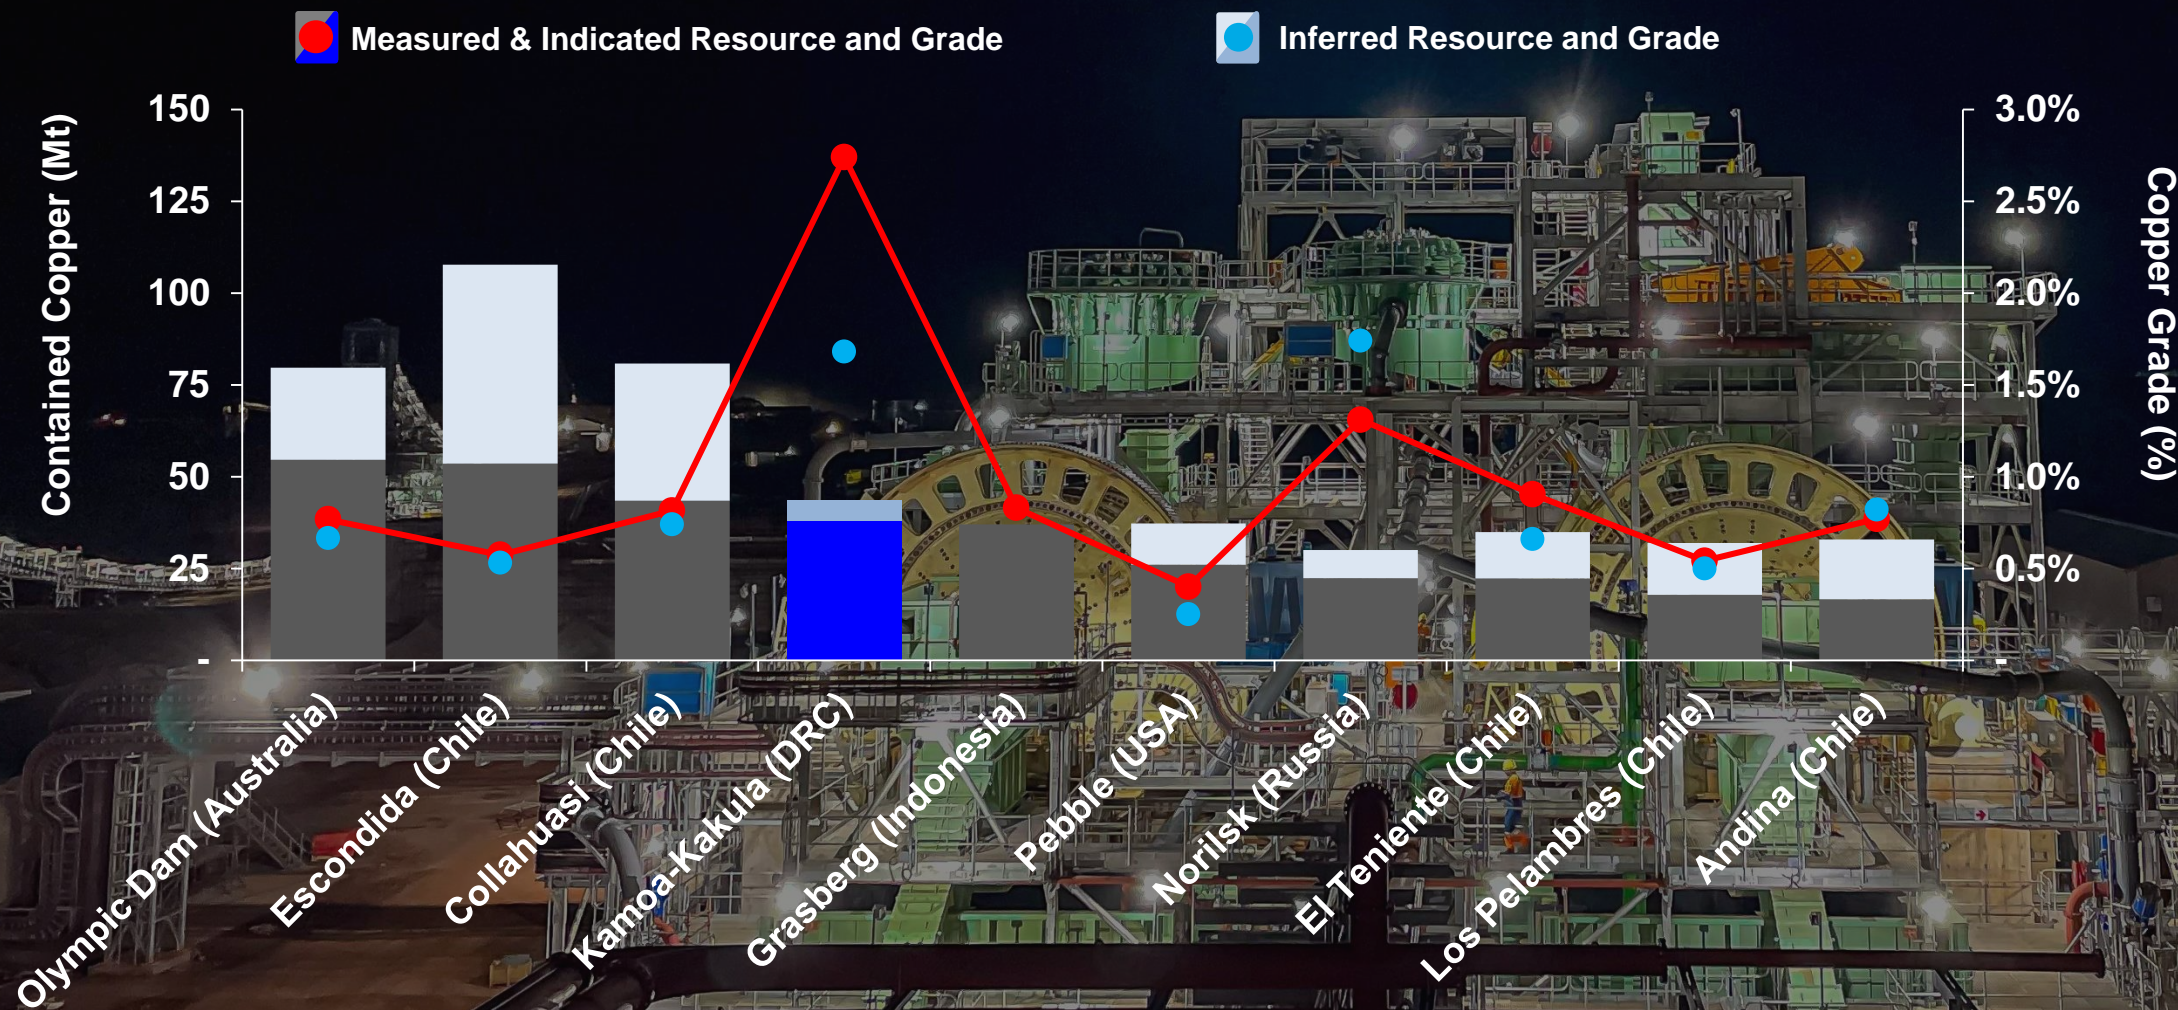 Measured & Indicated Resource and Grade
Inferred Resource and Grade
Contained Copper (Mt)
150
125
100
75
50
25
-
3.0%
2.5%
2.0%
1.5%
1.0%
0.5%
-
Copper Grade (%)
Olympic Dam (Australia)
Escondida (Chile)
Collahuasi (Chile)
Kamoa-Kakula (DRC)
Grasberg (Indonesia)
Pebble (USA)
Norilsk (Russia)
El Teniente (Chile)
Los Pelambres (Chile)
Andina (Chile)